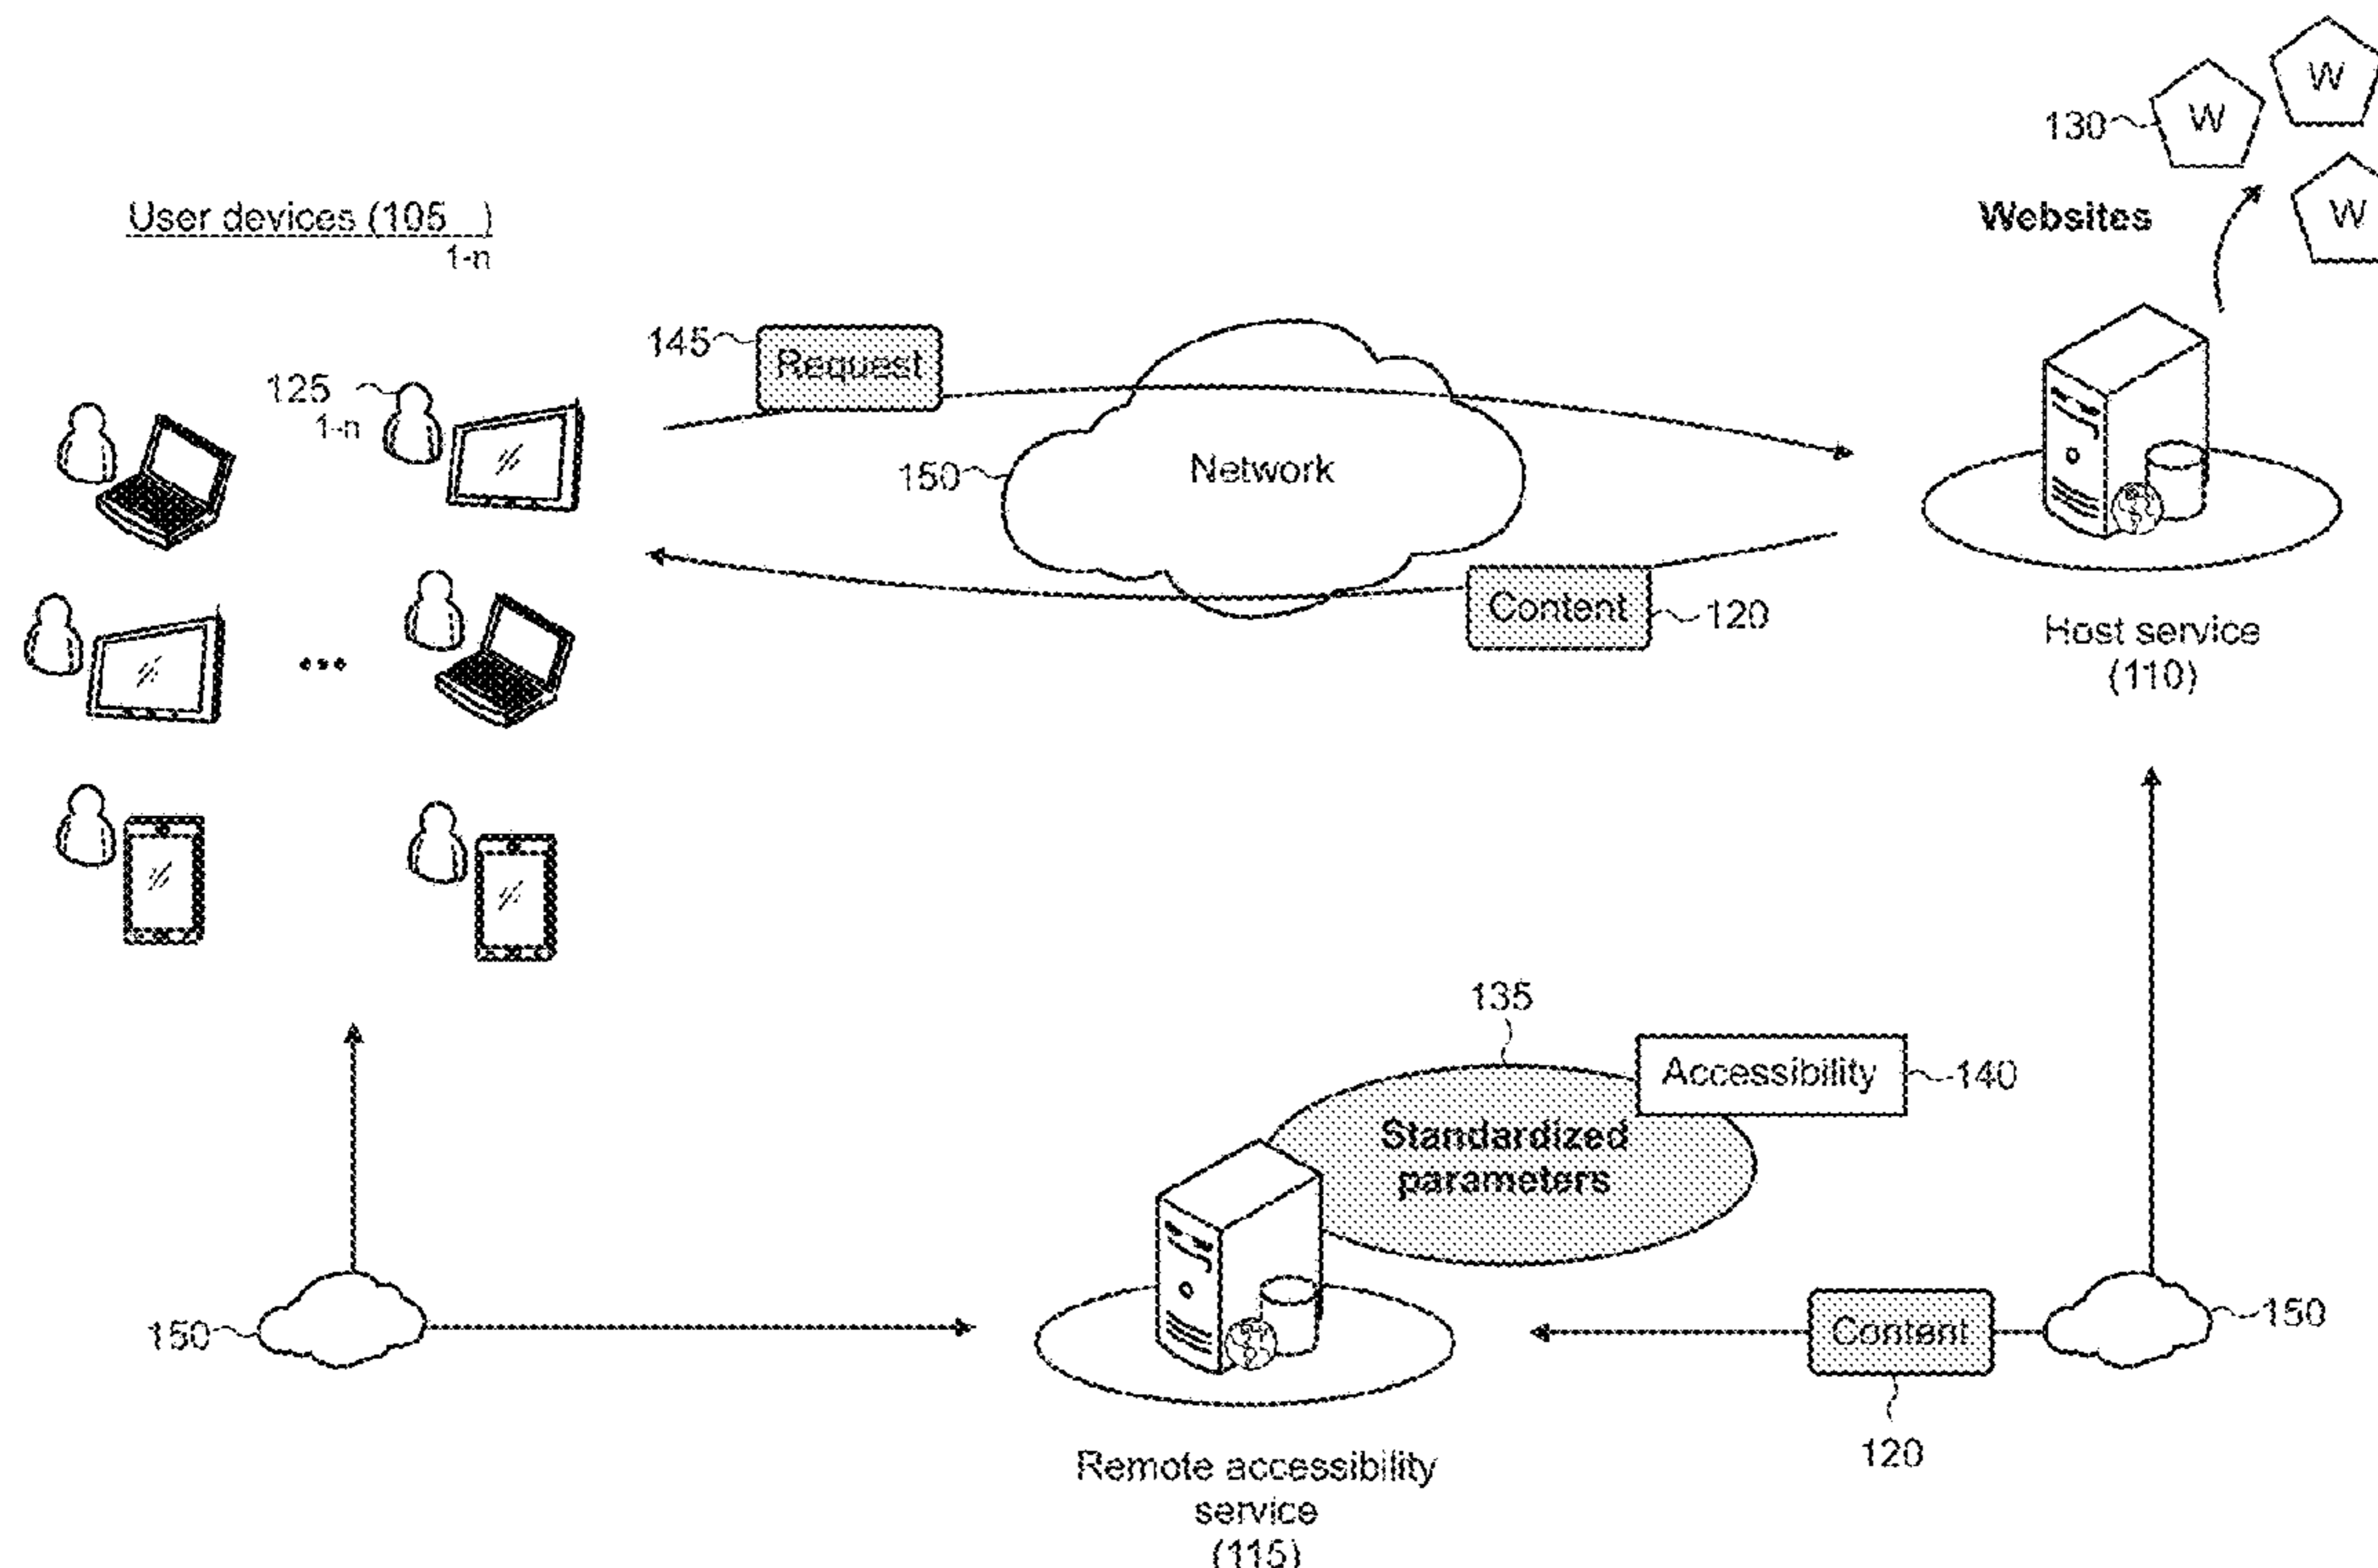 W
W
130
W
Websites
User devices (105    )
1-n
145
Request
125
1-n
150
Network
Content
120
Host service
(110)
135
Accessibility
140
Standardized
parameters
150
Content
150
120
Remote accessibility
service
(115)